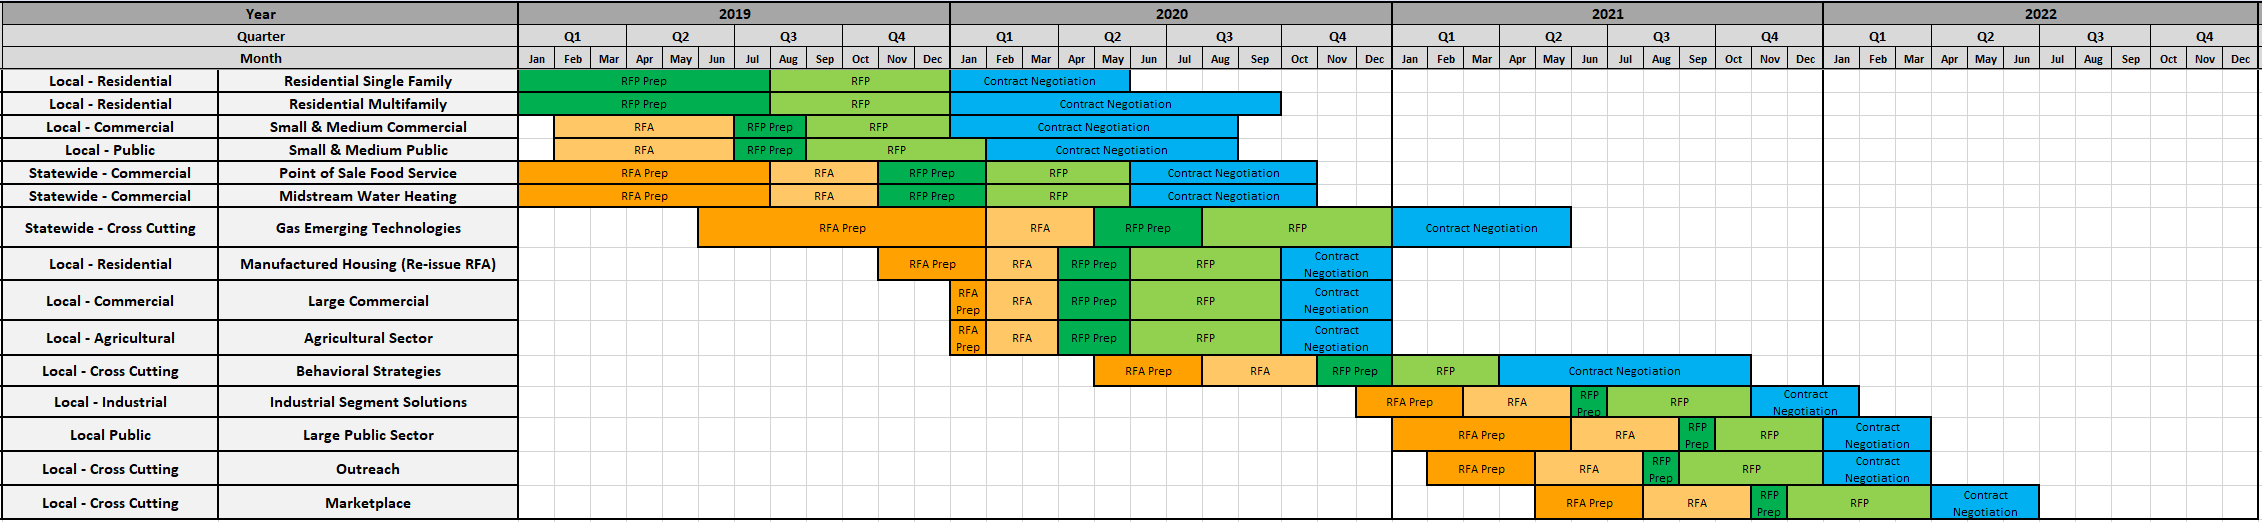 Year 2019 2020 2021 2022
Quarter Q1 Q2 Q3 Q4 Q1 Q2 Q3 Q4 Q1 Q2 Q3 Q4 Q1 Q2 Q3 Q4
Month Jan Feb Mar Apr May Jun Jul Aug Sep Oct Nov Dec Jan Feb Mar Apr May Jun Jul Aug Sep Oct Nov Dec Jan Feb Mar Apr May Jun Jul Aug Sep Oct Nov Dec Jan Feb Mar Apr May Jun Jul Aug Sep Oct Nov Dec
Local - Residential Residential Single Family RFP Prep RFP Contract Negotiation
Local - Residential Residential Multifamily RFP Prep RFP Contract Negotiation
Local - Commercial Small & Medium Commercial RFA RFP Prep RFP Contract Negotiation
Local - Public Small & Medium Public RFA RFP Prep RFP Contract Negotiation
Statewide - Commercial Point of Sale Food Service RFA Prep RFA RFP Prep RFP Contract Negotiation
Statewide - Commercial Midstream Water Heating RFA Prep RFA RFP Prep RFP Contract Negotiation
Statewide - Cross Cutting Gas Emerging Technologies RFA Prep RFA RFP Prep RFP Contract Negotiation
Local - Residential Manufactured Housing (Re-issue RFA) RFA Prep RFA RFP Prep RFP Contract Negotiation
Local - Commercial Large Commercial RFA Prep RFA RFP Prep RFP Contract Negotiation
Local - Agricultural Agricultural Sector RFA Prep RFA RFP Prep RFP Contract Negotiation
Local - Cross Cutting Behavioral Strategies RFA Prep RFA RFP Prep RFP Contract Negotiation
Local - Industrial Industrial Segment Solutions RFA Prep RFA RFP Prep RFP Contract Negotiation
Local Public Large Public Sector RFA Prep RFA RFP Prep RFP Contract Negotiation
Local - Cross Cutting Outreach RFA Prep RFA RFP Prep RFP Contract Negotiation
Local - Cross Cutting Marketplace RFA Prep RFA RFP Prep RFP Contract Negotiation